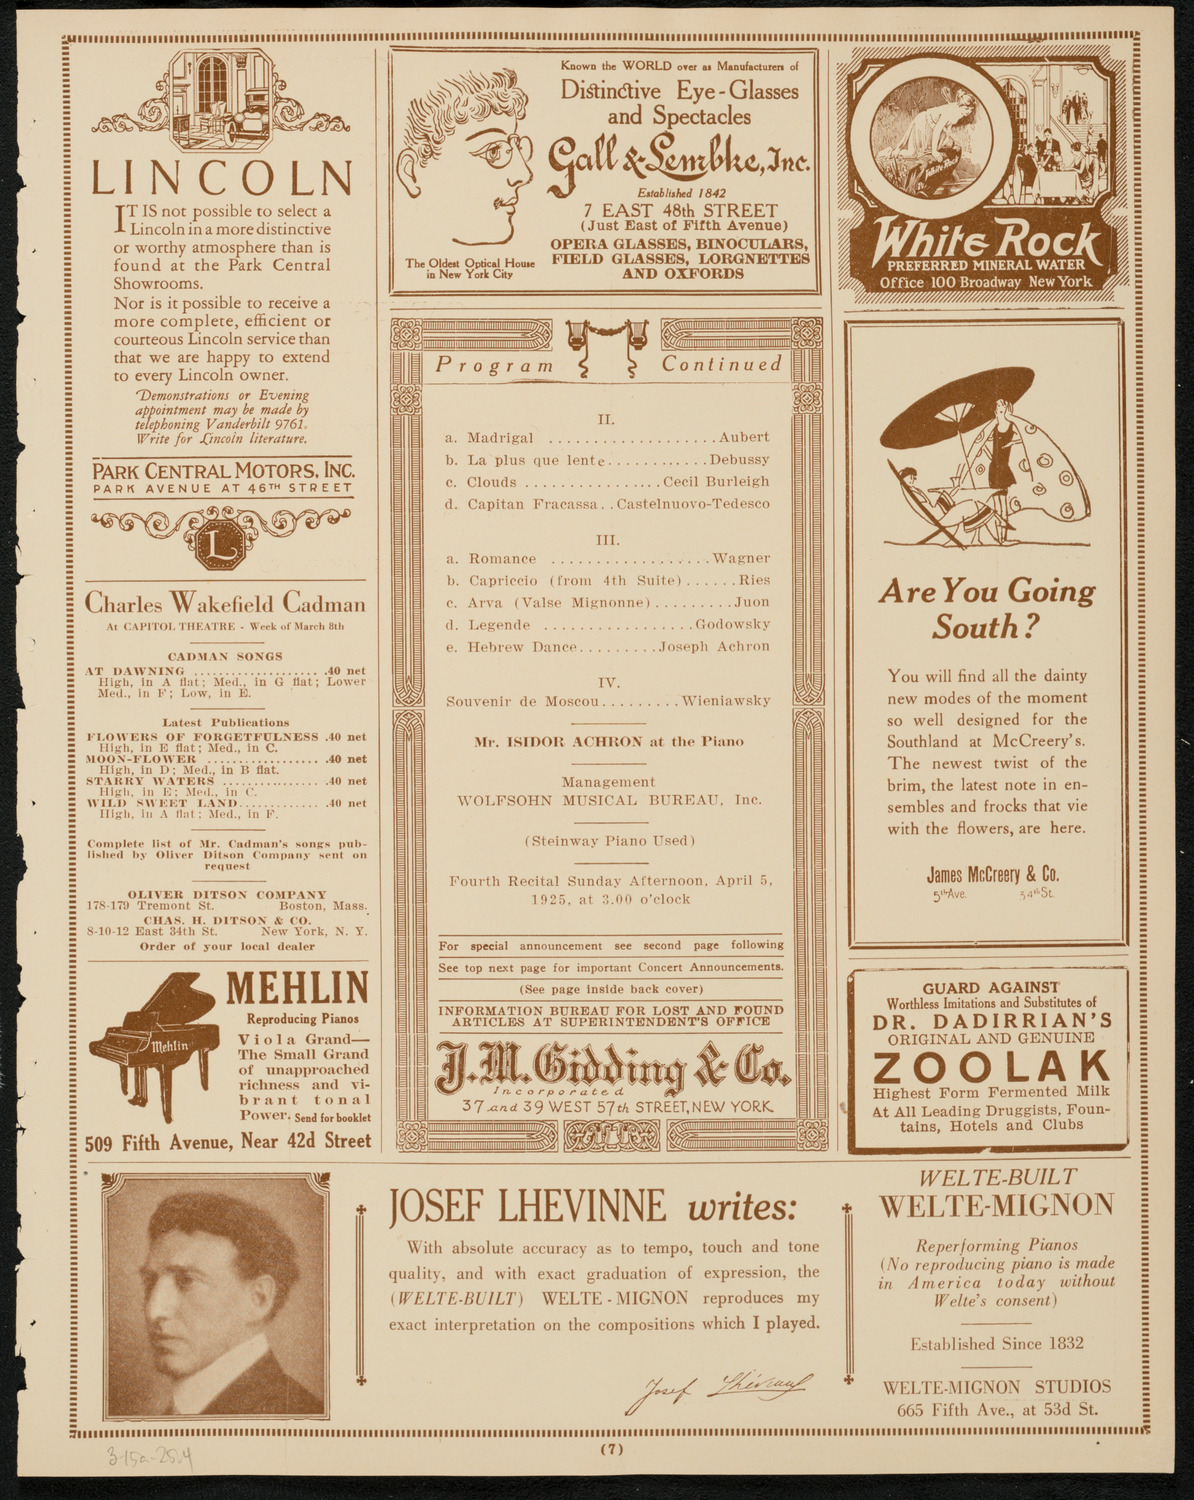 LINCOLN
IT IS not possible to select a
Lincoln in a more distinctive
or worthy atmosphere than is
found at the Park Central
Showrooms.
Nor is it possible to receive a
more complete, efficient or
courteous Lincoln service than
that we are happy to extend
to every Lincoln owner.
Demonstrations or Evening
appointment may be made by
telephoning Vanderbilt 9761.
Write for Lincoln literature.
PARK CENTRAL MOTORS, INC.
PARK AVENUE AT 46TH STREET
L
Charles Wakefield Cadman
At CAPITOL THEATRE - Week of March 8th
CADMAN SONGS
AT DAWNING .................... .40 net
High, in A flat; Med., in G flat; Lower
Med., in F; Low, in E.
Latest Publications
FLOWERS OF FORGETFULNESS .40 net
High, in E flat; Med., in C.
MOON-FLOWER .................. .40 net
High, in D; Med., in B flat.
STARRY WATERS ................ .40 net
High, in E; Med., in C.
WILD SWEET LAND............. .40 net
High, in A flat; Med., in F.
Complete list of Mr. Cadman's songs pub-
lished by Oliver Ditson Company sent on
request
OLIVER DITSON COMPANY
178-179 Tremont St. Boston, Mass.
CHAS. H. DITSON & CO.
8-10-12 East 34th St. New York, N. Y.
Order of your local dealer
Mehlin
MEHLIN
Reproducing Pianos
Viola Grand—
The Small Grand
of unapproached
richness and vi-
brant tonal
Power. Send for booklet
509 Fifth Avenue, Near 42d Street
Known the WORLD over as Manufacturers of
Distinctive Eye-Glasses
and Spectacles
Gall & Lembke, Inc.
Established 1842
7 EAST 48th STREET
(Just East of Fifth Avenue)
OPERA GLASSES, BINOCULARS,
FIELD GLASSES, LORGNETTES
AND OXFORDS
The Oldest Optical House
in New York City
Program Continued
II.
a. Madrigal ..................Aubert
b. La plus que lente............Debussy
c. Clouds ................Cecil Burleigh
d. Capitan Fracassa..Castelnuovo-Tedesco
III.
a. Romance .................Wagner
b. Capriccio (from 4th Suite)......Ries
c. Arva (Valse Mignonne).........Juon
d. Legende ................Godowsky
e. Hebrew Dance.........Joseph Achron
IV.
Souvenir de Moscou.........Wieniawsky
Mr. ISIDOR ACHRON at the Piano
Management
WOLFSOHN MUSICAL BUREAU, Inc.
(Steinway Piano Used)
Fourth Recital Sunday Afternoon, April 5,
1925, at 3.00 o'clock
For special announcement see second page following
See top next page for important Concert Announcements.
(See page inside back cover)
INFORMATION BUREAU FOR LOST AND FOUND
ARTICLES AT SUPERINTENDENT'S OFFICE
J.M. Gidding & Co.
Incorporated
37 and 39 WEST 57th STREET, NEW YORK
White Rock
PREFERRED MINERAL WATER
Office 100 Broadway New York
Are You Going
South?
You will find all the dainty
new modes of the moment
so well designed for the
Southland at McCreery's.
The newest twist of the
brim, the latest note in en-
sembles and frocks that vie
with the flowers, are here.
James McCreery & Co.
5th Ave. 34th St.
GUARD AGAINST
Worthless Imitations and Substitutes of
DR. DADIRRIAN'S
ORIGINAL AND GENUINE
ZOOLAK
Highest Form Fermented Milk
At All Leading Druggists, Foun-
tains, Hotels and Clubs
JOSEF LHEVINNE writes:
With absolute accuracy as to tempo, touch and tone
quality, and with exact graduation of expression, the
(WELTE-BUILT) WELTE-MIGNON reproduces my
exact interpretation on the compositions which I played.
Josef Lhévinne
WELTE-BUILT
WELTE-MIGNON
Reperforming Pianos
(No reproducing piano is made
in America today without
Welte's consent)
Established Since 1832
WELTE-MIGNON STUDIOS
665 Fifth Ave., at 53d St.
(7)
3-15a-25.4